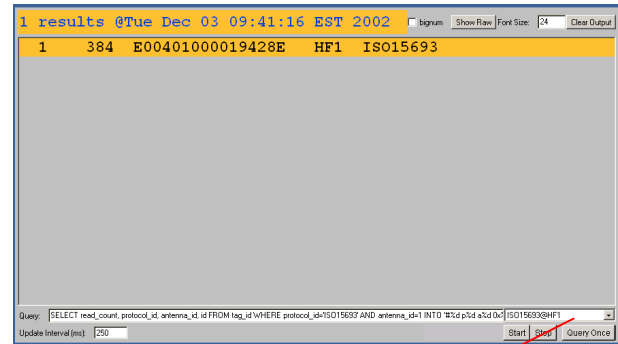 1 results @Tue Dec 03 09:41:16 EST 2002 bignum Show Raw Font Size: 24 Clear Output
1 384 E00401000019428E HF1 ISO15693
Query: SELECT read_count, protocol_id, antenna_id, id FROM tag_id WHERE protocol_id='ISO15693' AND antenna_id=1 INTO '#%d p%d a%d 0x% ISO15693@HF1
Update Interval (ms): 250 Start Stop Query Once